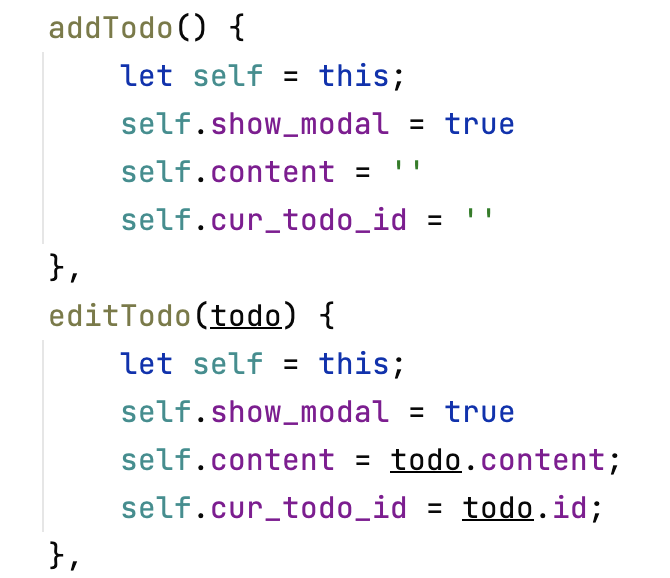 addTodo() {
let self = this;
self.show_modal = true
self.content = ''
self.cur_todo_id = ''
},
editTodo(todo) {
let self = this;
self.show_modal = true
self.content = todo.content;
self.cur_todo_id = todo.id;
},